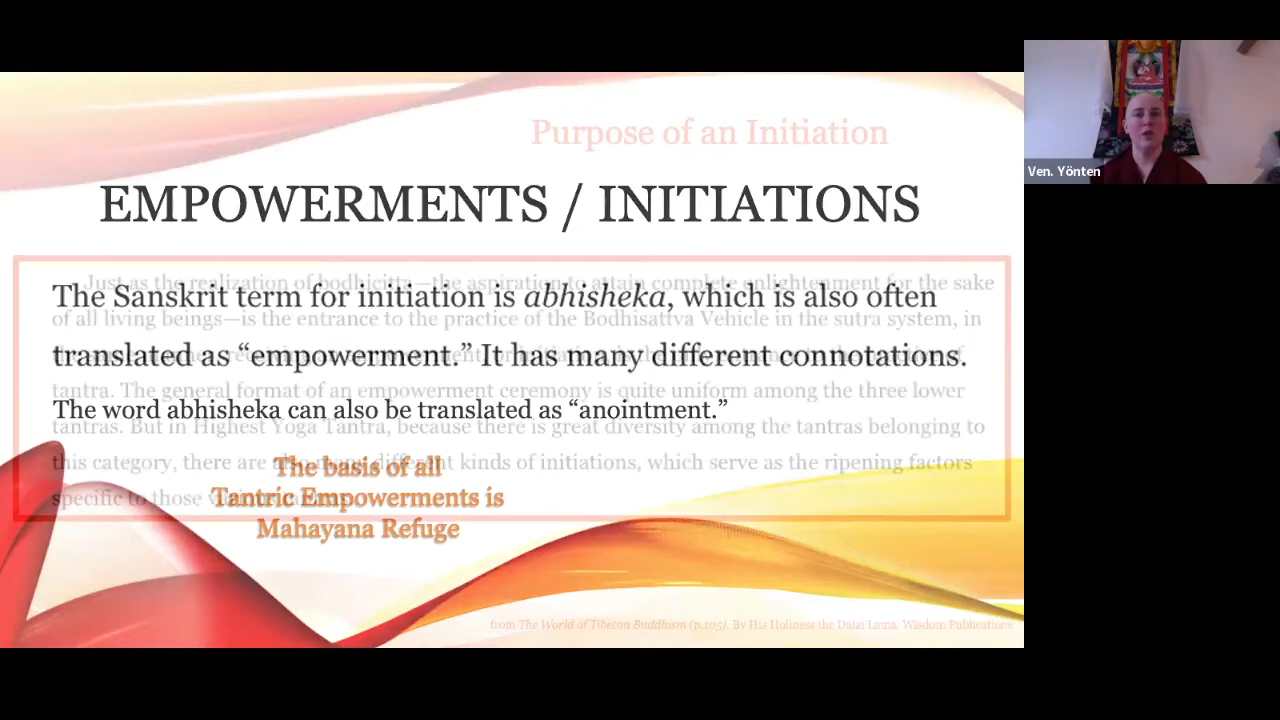 Purpose of an Initiation
EMPOWERMENTS / INITIATIONS
Just as the realization of bodhicitta—the aspiration to attain complete enlightenment for the sake
The Sanskrit term for initiation is abhisheka, which is also often
of all living beings—is the entrance to the practice of the Bodhisattva Vehicle in the sutra system, in
translated as “empowerment.” It has many different connotations.
tantra. The general format of an empowerment ceremony is quite uniform among the three lower
The word abhisheka can also be translated as “anointment.”
tantras. But in Highest Yoga Tantra, because there is great diversity among the tantras belonging to
this category, there are different kinds of initiations, which serve as the ripening factors
The basis of all
specific to those
Tantric Empowerments is
Mahayana Refuge
from The World of Tibetan Buddhism (p.105). By His Holiness the Dalai Lama. Wisdom Publications
Ven. Yönten